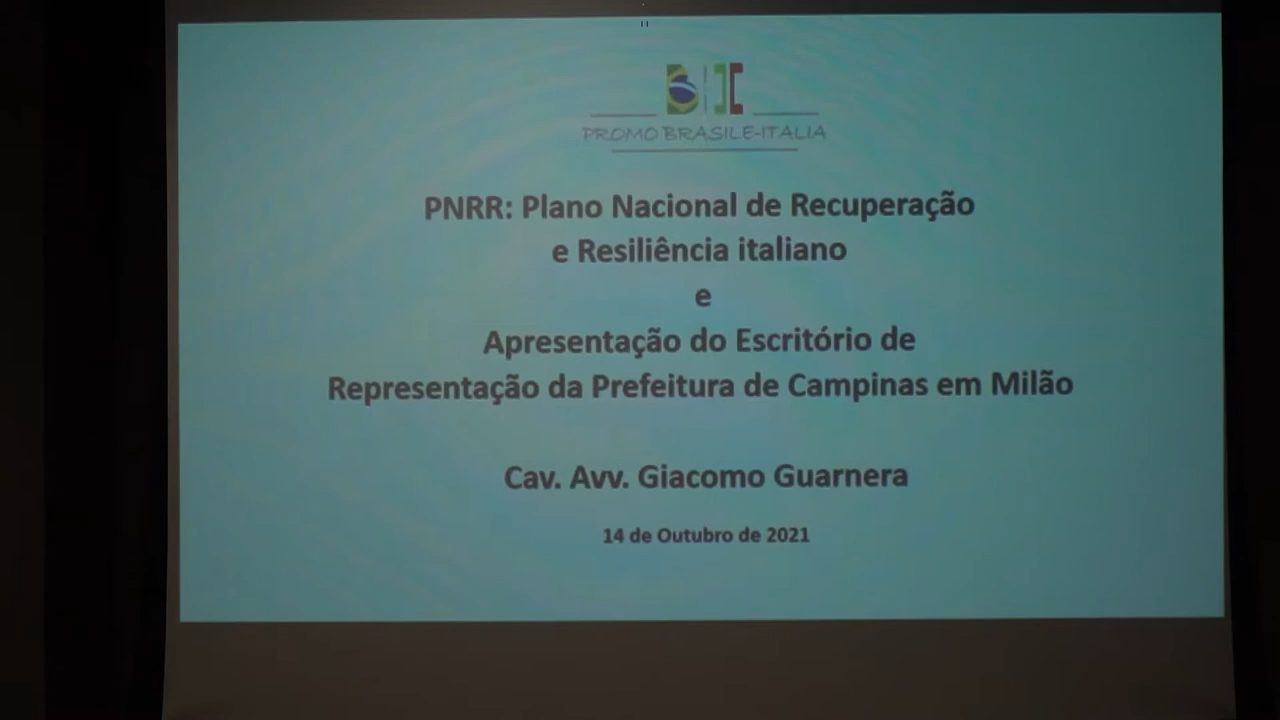 PROMO BRASILE-ITALIA
PNRR: Plano Nacional de Recuperação
e Resiliência italiano
e
Apresentação do Escritório de
Representação da Prefeitura de Campinas em Milão
Cav. Avv. Giacomo Guarnera
14 de Outubro de 2021